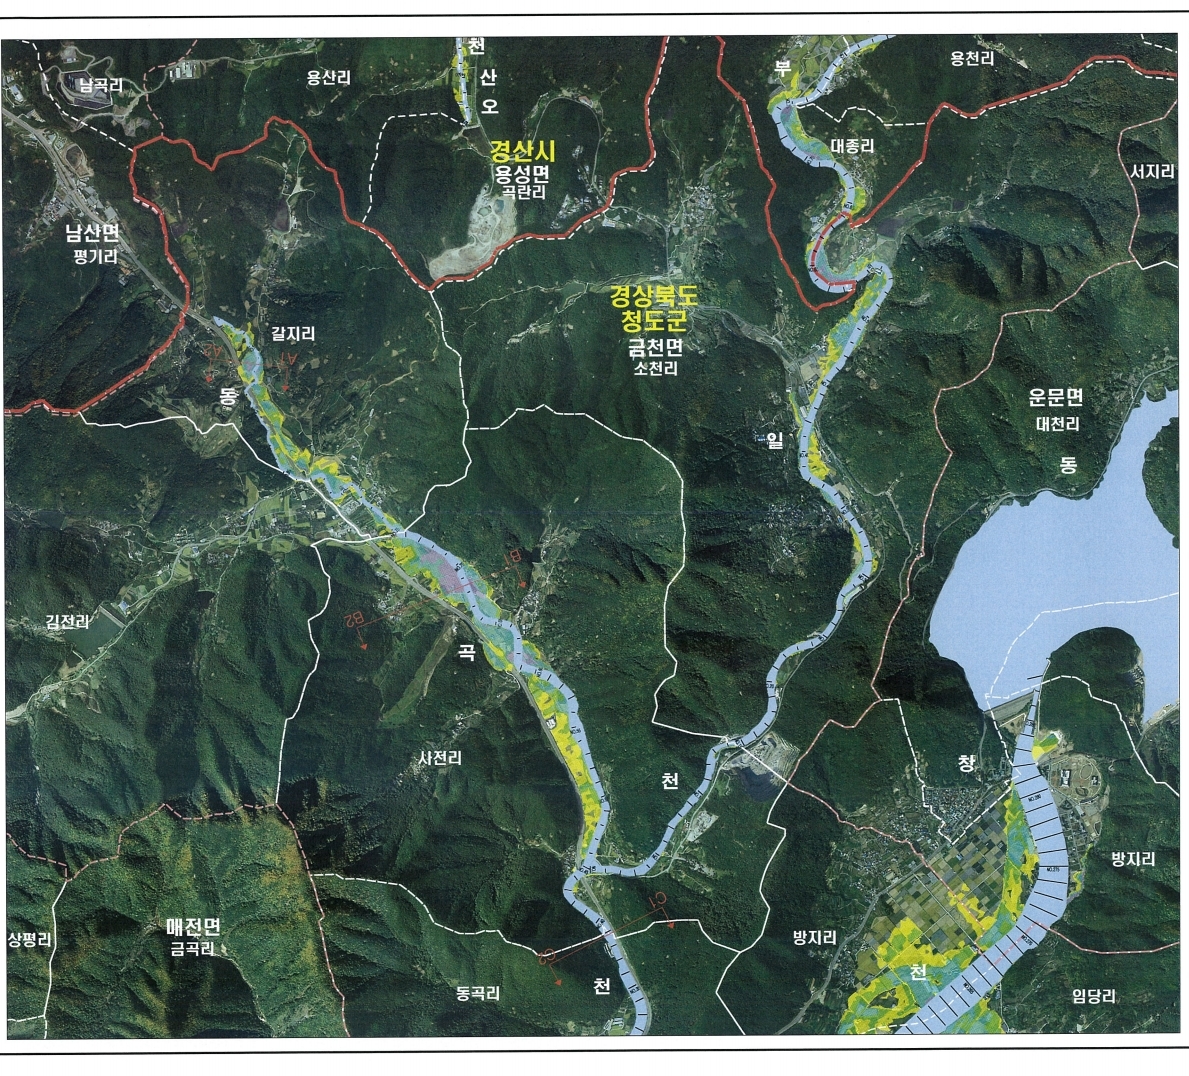 천
산
오
부
용천리
남곡리
용산리
경산시
용성면
곡란리
대종리
서지리
남산면
평기리
경상북도
청도군
금천면
소천리
갈지리
A1
A2
동
운문면
대천리
일
동
B1
B2
김전리
곡
사전리
천
창
방지리
C1
매전면
금곡리
상평리
방지리
동곡리
천
천
임당리